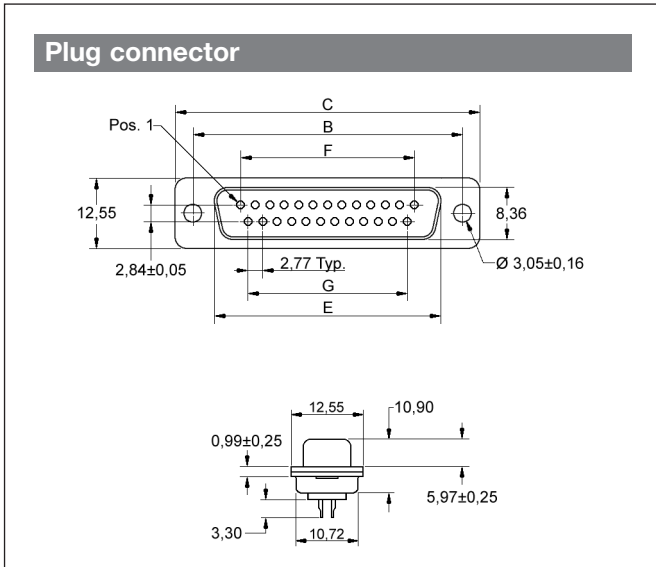 Plug connector
C
Pos. 1
B
F
12,55
8,36
2,84±0,05
2,77 Typ.
Ø 3,05±0,16
G
E
12,55
10,90
0,99±0,25
5,97±0,25
3,30
10,72